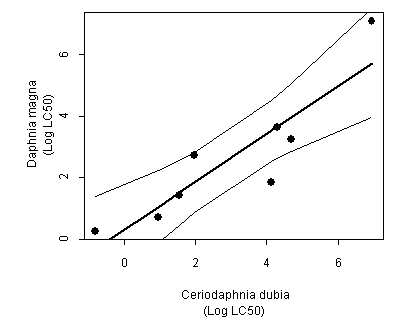 6
4
2
0
Daphnia magna
(Log LC50)
0 2 4 6
Ceriodaphnia dubia
(Log LC50)